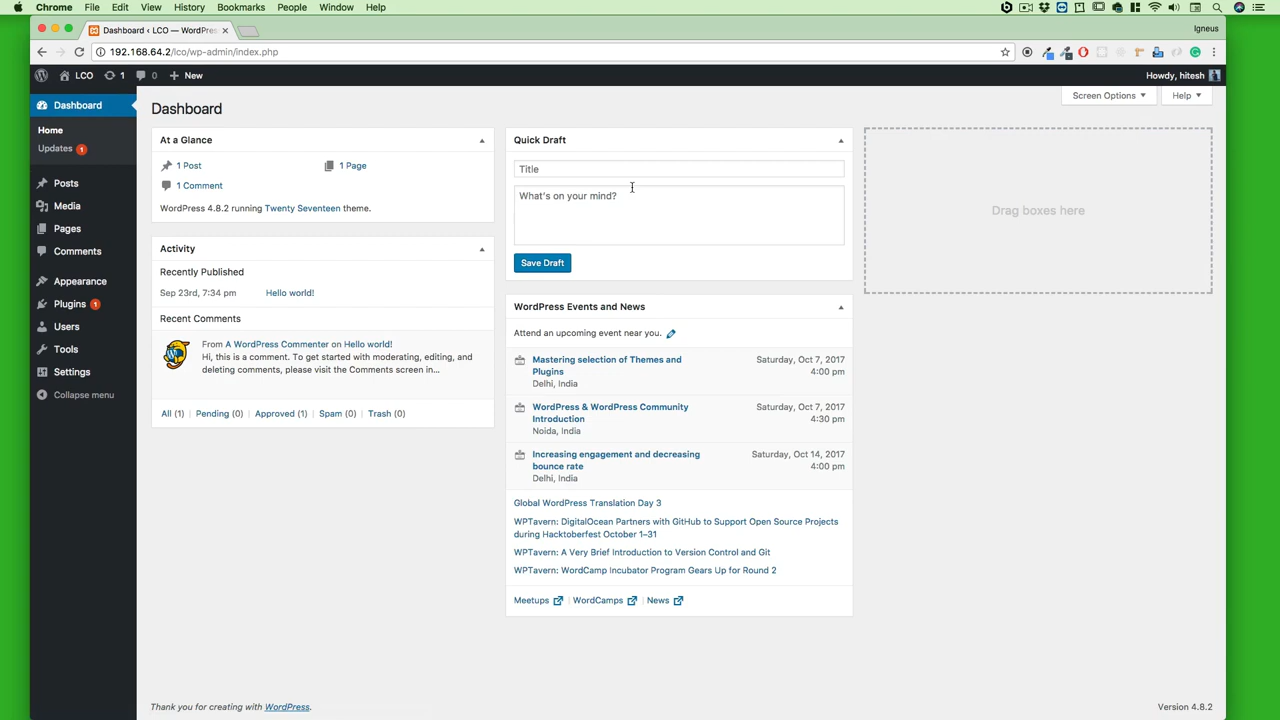 Chrome File Edit View History Bookmarks People Window Help
Dashboard ‹ LCO — WordPres
Igneus
192.168.64.2/lco/wp-admin/index.php
LCO 1 0 New Howdy, hitesh
Screen Options Help
Dashboard
Home
Updates 1
Posts
Media
Pages
Comments
Appearance
Plugins 1
Users
Tools
Settings
Collapse menu
Dashboard
At a Glance
1 Post 1 Page
1 Comment
WordPress 4.8.2 running Twenty Seventeen theme.
Activity
Recently Published
Sep 23rd, 7:34 pm Hello world!
Recent Comments
From A WordPress Commenter on Hello world!
Hi, this is a comment. To get started with moderating, editing, and
deleting comments, please visit the Comments screen in...
All (1) | Pending (0) | Approved (1) | Spam (0) | Trash (0)
Quick Draft
Title
What's on your mind?
Save Draft
WordPress Events and News
Attend an upcoming event near you.
Mastering selection of Themes and Saturday, Oct 7, 2017
Plugins 4:00 pm
Delhi, India
WordPress & WordPress Community Saturday, Oct 7, 2017
Introduction 4:30 pm
Noida, India
Increasing engagement and decreasing Saturday, Oct 14, 2017
bounce rate 4:00 pm
Delhi, India
Global WordPress Translation Day 3
WPTavern: DigitalOcean Partners with GitHub to Support Open Source Projects
during Hacktoberfest October 1–31
WPTavern: A Very Brief Introduction to Version Control and Git
WPTavern: WordCamp Incubator Program Gears Up for Round 2
Meetups | WordCamps | News
Drag boxes here
Thank you for creating with WordPress. Version 4.8.2